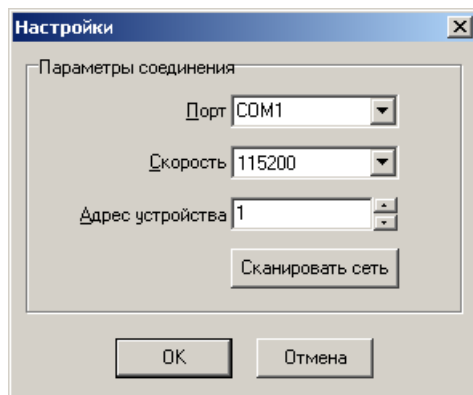 Настройки
Параметры соединения
Порт COM1
Скорость 115200
Адрес устройства 1
Сканировать сеть
OK Отмена